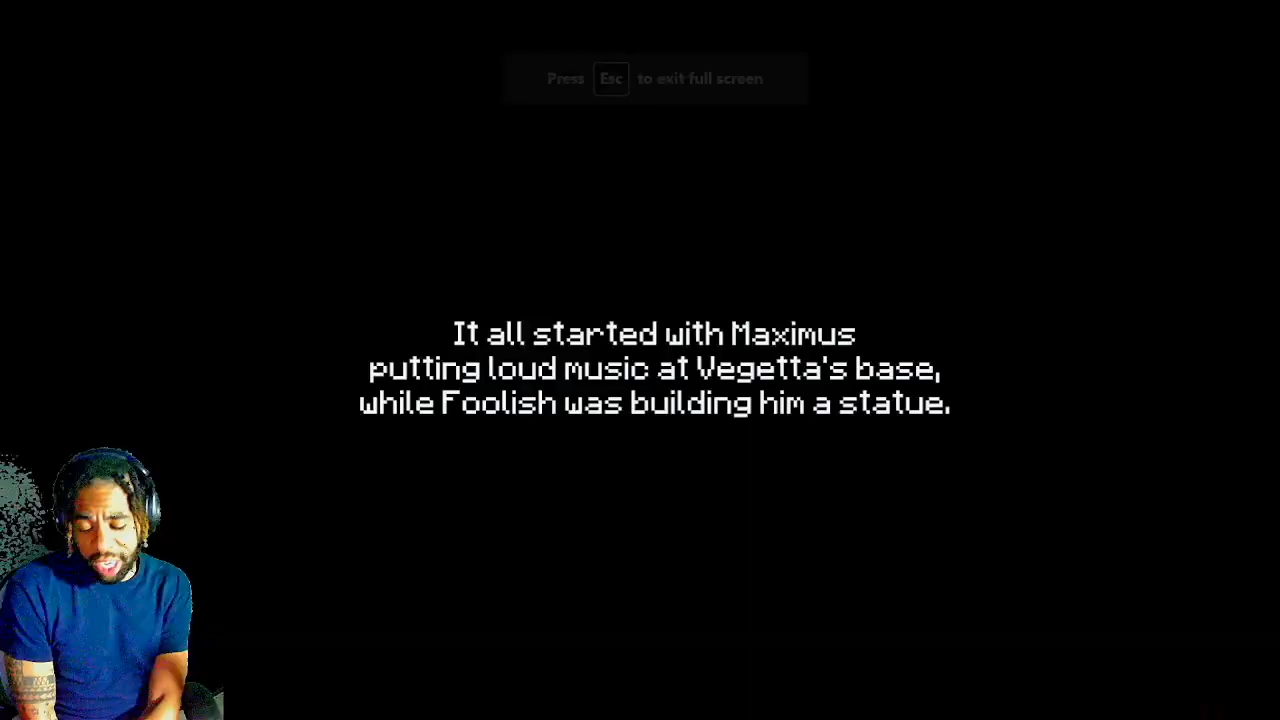 Press Esc to exit full screen
It all started with Maximus
putting loud music at Vegetta's base,
while Foolish was building him a statue.